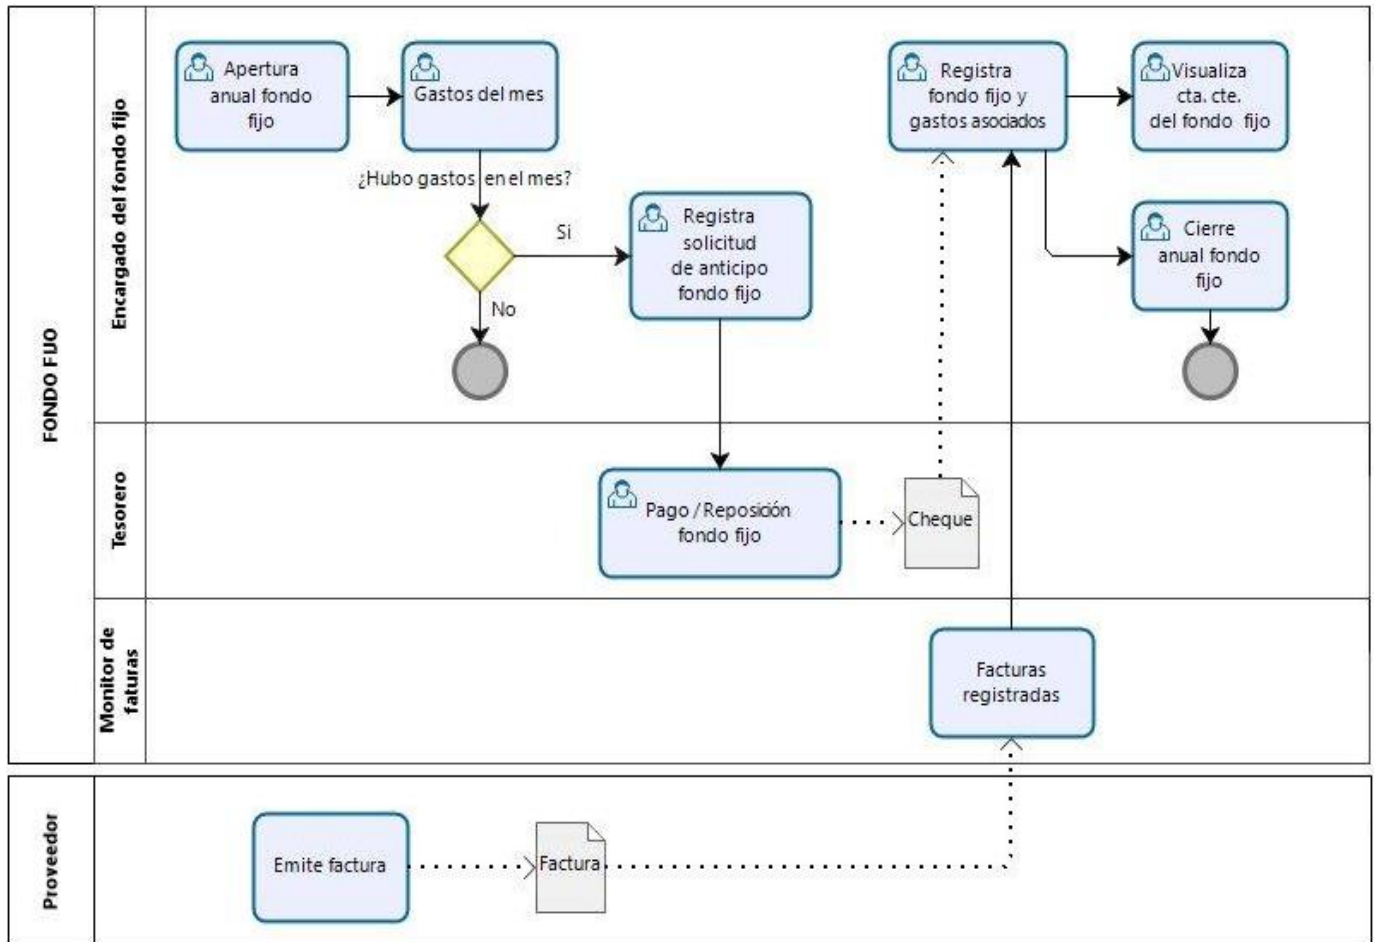 FONDO FIJO
Encargado del fondo fijo
Apertura
anual fondo
fijo
Gastos del mes
¿Hubo gastos en el mes?
Si
No
Registra
solicitud
de anticipo
fondo fijo
Registra
fondo fijo y
gastos asociados
Visualiza
cta. cte.
del fondo fijo
Cierre
anual fondo
fijo
Tesorero
Pago / Reposición
fondo fijo
Cheque
Monitor de
faturas
Facturas
registradas
Proveedor
Emite factura
Factura